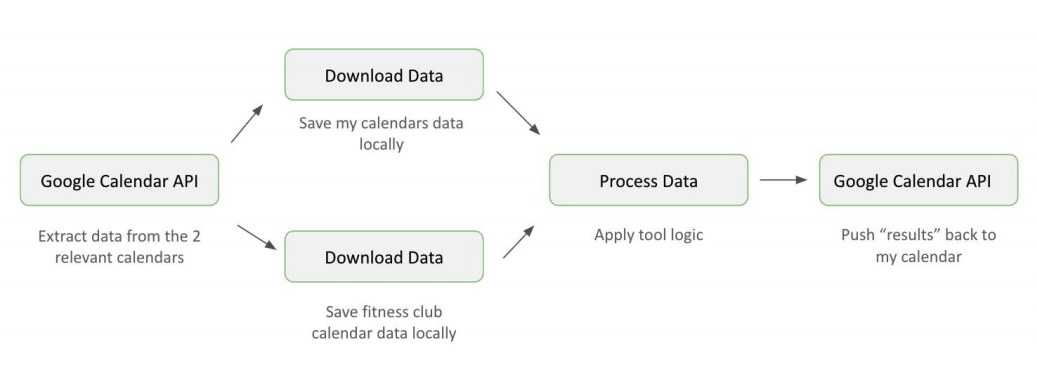 Download Data
Save my calendars data
locally
Google Calendar API
Extract data from the 2
relevant calendars
Download Data
Save fitness club
calendar data locally
Process Data
Apply tool logic
Google Calendar API
Push “results” back to
my calendar